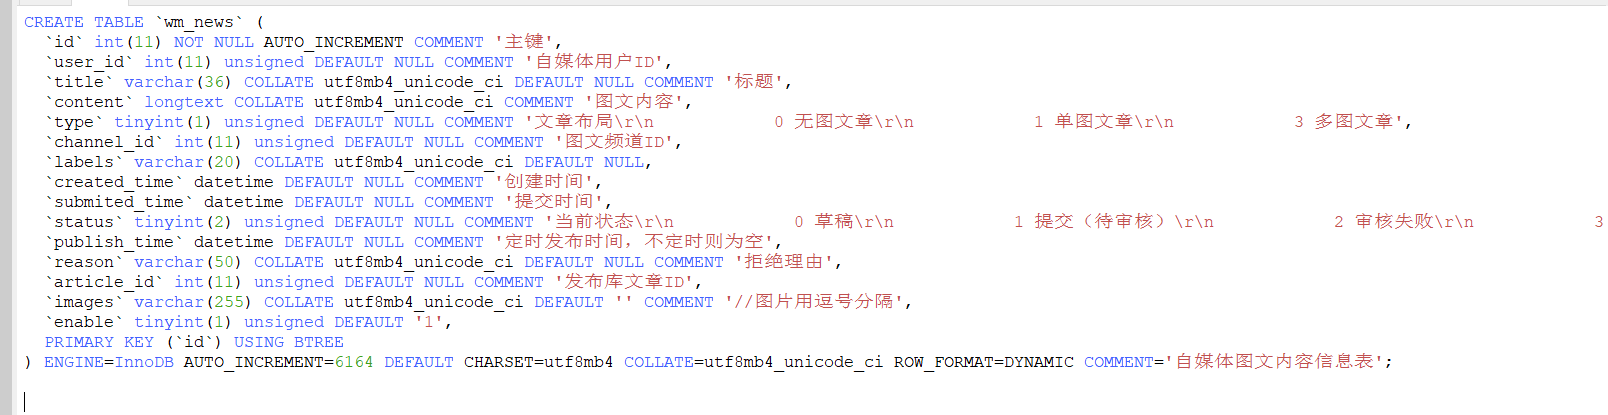 CREATE TABLE `wm_news` (
`id` int(11) NOT NULL AUTO_INCREMENT COMMENT '主键',
`user_id` int(11) unsigned DEFAULT NULL COMMENT '自媒体用户ID',
`title` varchar(36) COLLATE utf8mb4_unicode_ci DEFAULT NULL COMMENT '标题',
`content` longtext COLLATE utf8mb4_unicode_ci COMMENT '图文内容',
`type` tinyint(1) unsigned DEFAULT NULL COMMENT '文章布局\r\n            0 无图文章\r\n            1 单图文章\r\n            3 多图文章',
`channel_id` int(11) unsigned DEFAULT NULL COMMENT '图文频道ID',
`labels` varchar(20) COLLATE utf8mb4_unicode_ci DEFAULT NULL,
`created_time` datetime DEFAULT NULL COMMENT '创建时间',
`submited_time` datetime DEFAULT NULL COMMENT '提交时间',
`status` tinyint(2) unsigned DEFAULT NULL COMMENT '当前状态\r\n            0 草稿\r\n            1 提交（待审核）\r\n            2 审核失败\r\n            3
`publish_time` datetime DEFAULT NULL COMMENT '定时发布时间，不定时则为空',
`reason` varchar(50) COLLATE utf8mb4_unicode_ci DEFAULT NULL COMMENT '拒绝理由',
`article_id` int(11) unsigned DEFAULT NULL COMMENT '发布库文章ID',
`images` varchar(255) COLLATE utf8mb4_unicode_ci DEFAULT '' COMMENT '//图片用逗号分隔',
`enable` tinyint(1) unsigned DEFAULT '1',
PRIMARY KEY (`id`) USING BTREE
) ENGINE=InnoDB AUTO_INCREMENT=6164 DEFAULT CHARSET=utf8mb4 COLLATE=utf8mb4_unicode_ci ROW_FORMAT=DYNAMIC COMMENT='自媒体图文内容信息表';